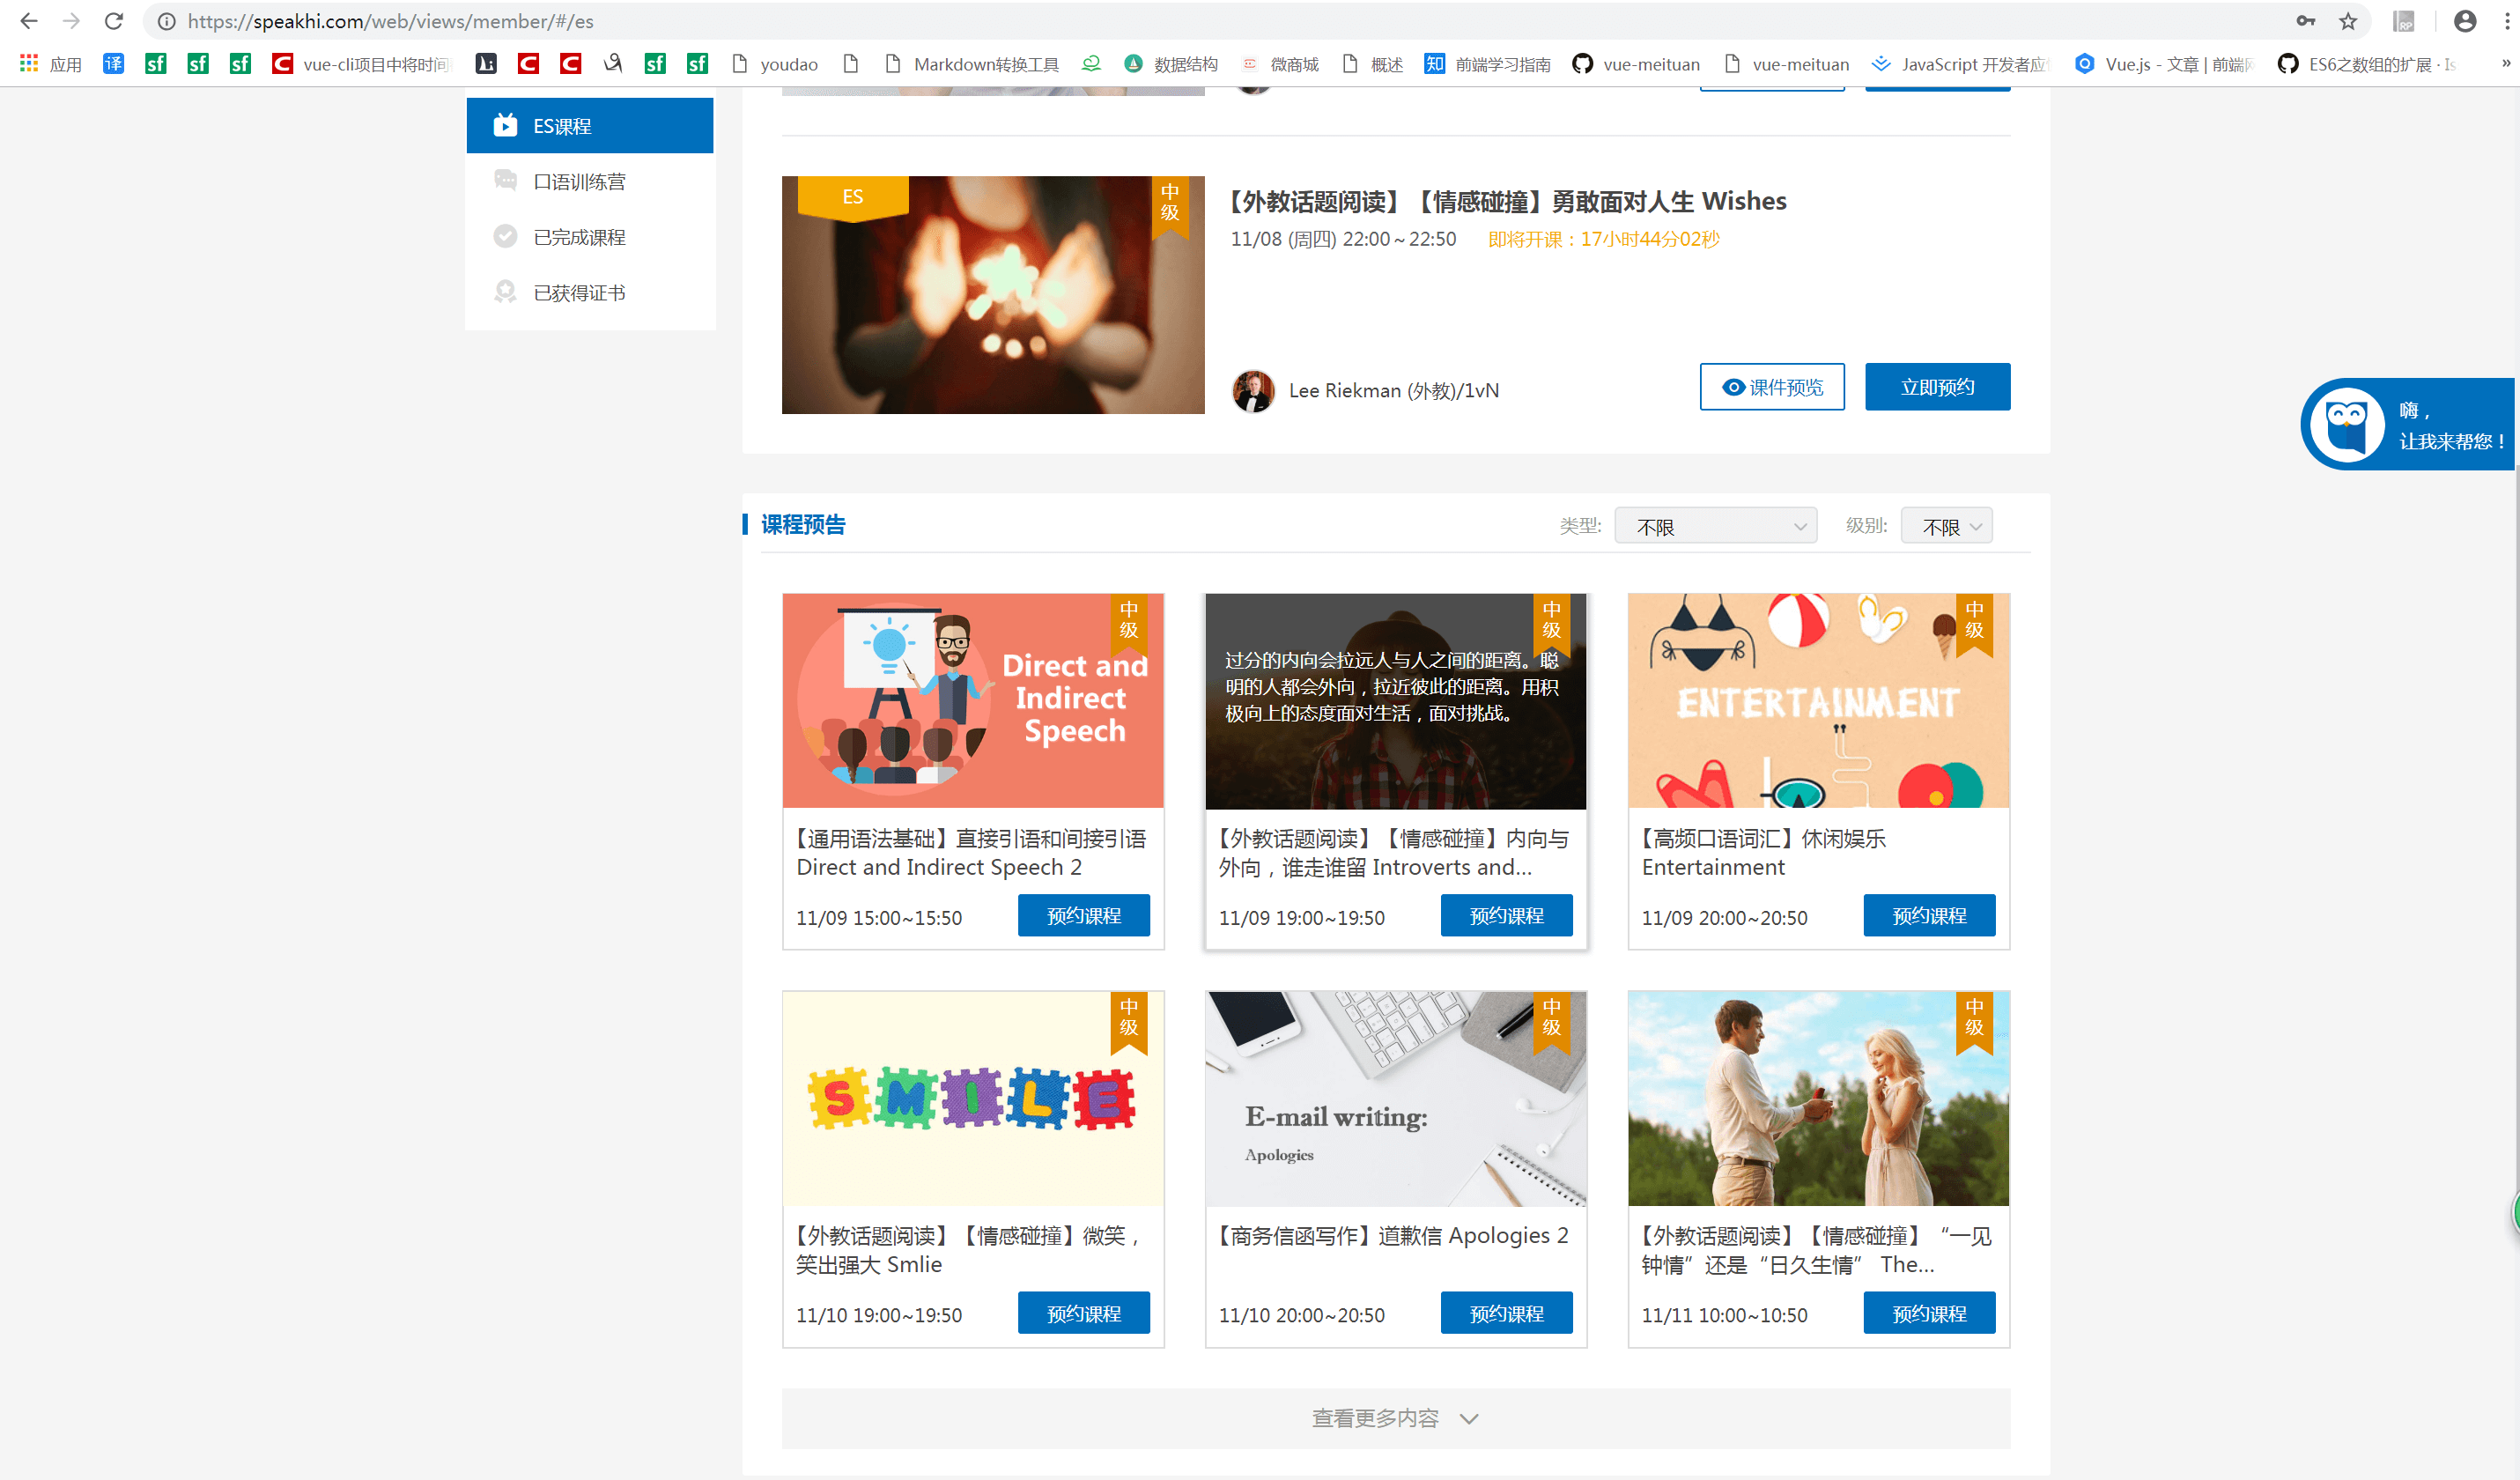 https://speakhi.com/web/views/member/#/es
应用
译
sf
sf
sf
vue-cli项目中将时间
sf
sf
youdao
Markdown转换工具
数据结构
微商城
概述
知
前端学习指南
vue-meituan
vue-meituan
JavaScript 开发者应
Vue.js - 文章 | 前端
ES6之数组的扩展 · Is
»
ES课程
口语训练营
已完成课程
已获得证书
ES
中级
【外教话题阅读】【情感碰撞】勇敢面对人生 Wishes
11/08 (周四) 22:00～22:50
即将开课：17小时44分02秒
Lee Riekman (外教)/1vN
课件预览
立即预约
嗨，
让我来帮您！
课程预告
类型:
不限
级别:
不限
中级
Direct and
Indirect
Speech
【通用语法基础】直接引语和间接引语
Direct and Indirect Speech 2
11/09 15:00~15:50
预约课程
中级
过分的内向会拉远人与人之间的距离。聪
明的人都会外向，拉近彼此的距离。用积
极向上的态度面对生活，面对挑战。
【外教话题阅读】【情感碰撞】内向与
外向，谁走谁留 Introverts and...
11/09 19:00~19:50
预约课程
中级
ENTERTAINMENT
【高频口语词汇】休闲娱乐
Entertainment
11/09 20:00~20:50
预约课程
中级
SMILE
【外教话题阅读】【情感碰撞】微笑，
笑出强大 Smlie
11/10 19:00~19:50
预约课程
中级
E-mail writing:
Apologies
【商务信函写作】道歉信 Apologies 2
11/10 20:00~20:50
预约课程
中级
【外教话题阅读】【情感碰撞】“一见
钟情”还是“日久生情” The...
11/11 10:00~10:50
预约课程
查看更多内容